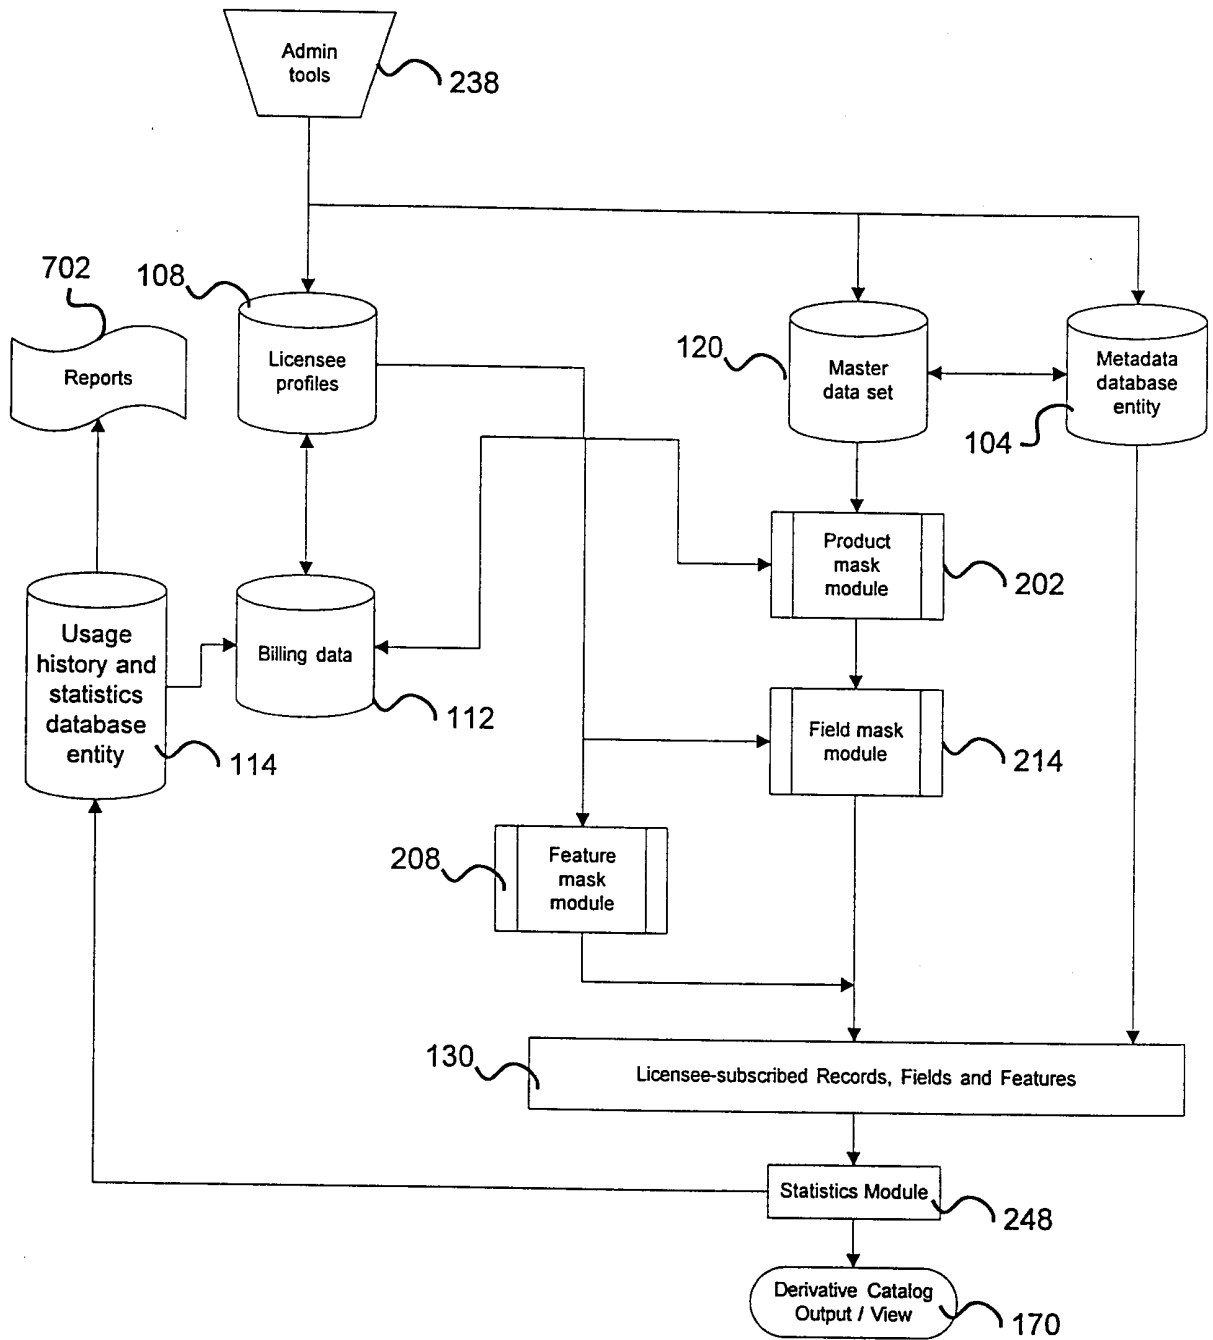 Admin
tools
238
702
108
Reports
Licensee
profiles
120
Master
data set
Metadata
database
entity
104
Product
mask
module
202
Usage
history and
statistics
database
entity
114
Billing data
112
Field mask
module
214
208
Feature
mask
module
130
Licensee-subscribed Records, Fields and Features
Statistics Module
248
Derivative Catalog
Output / View
170